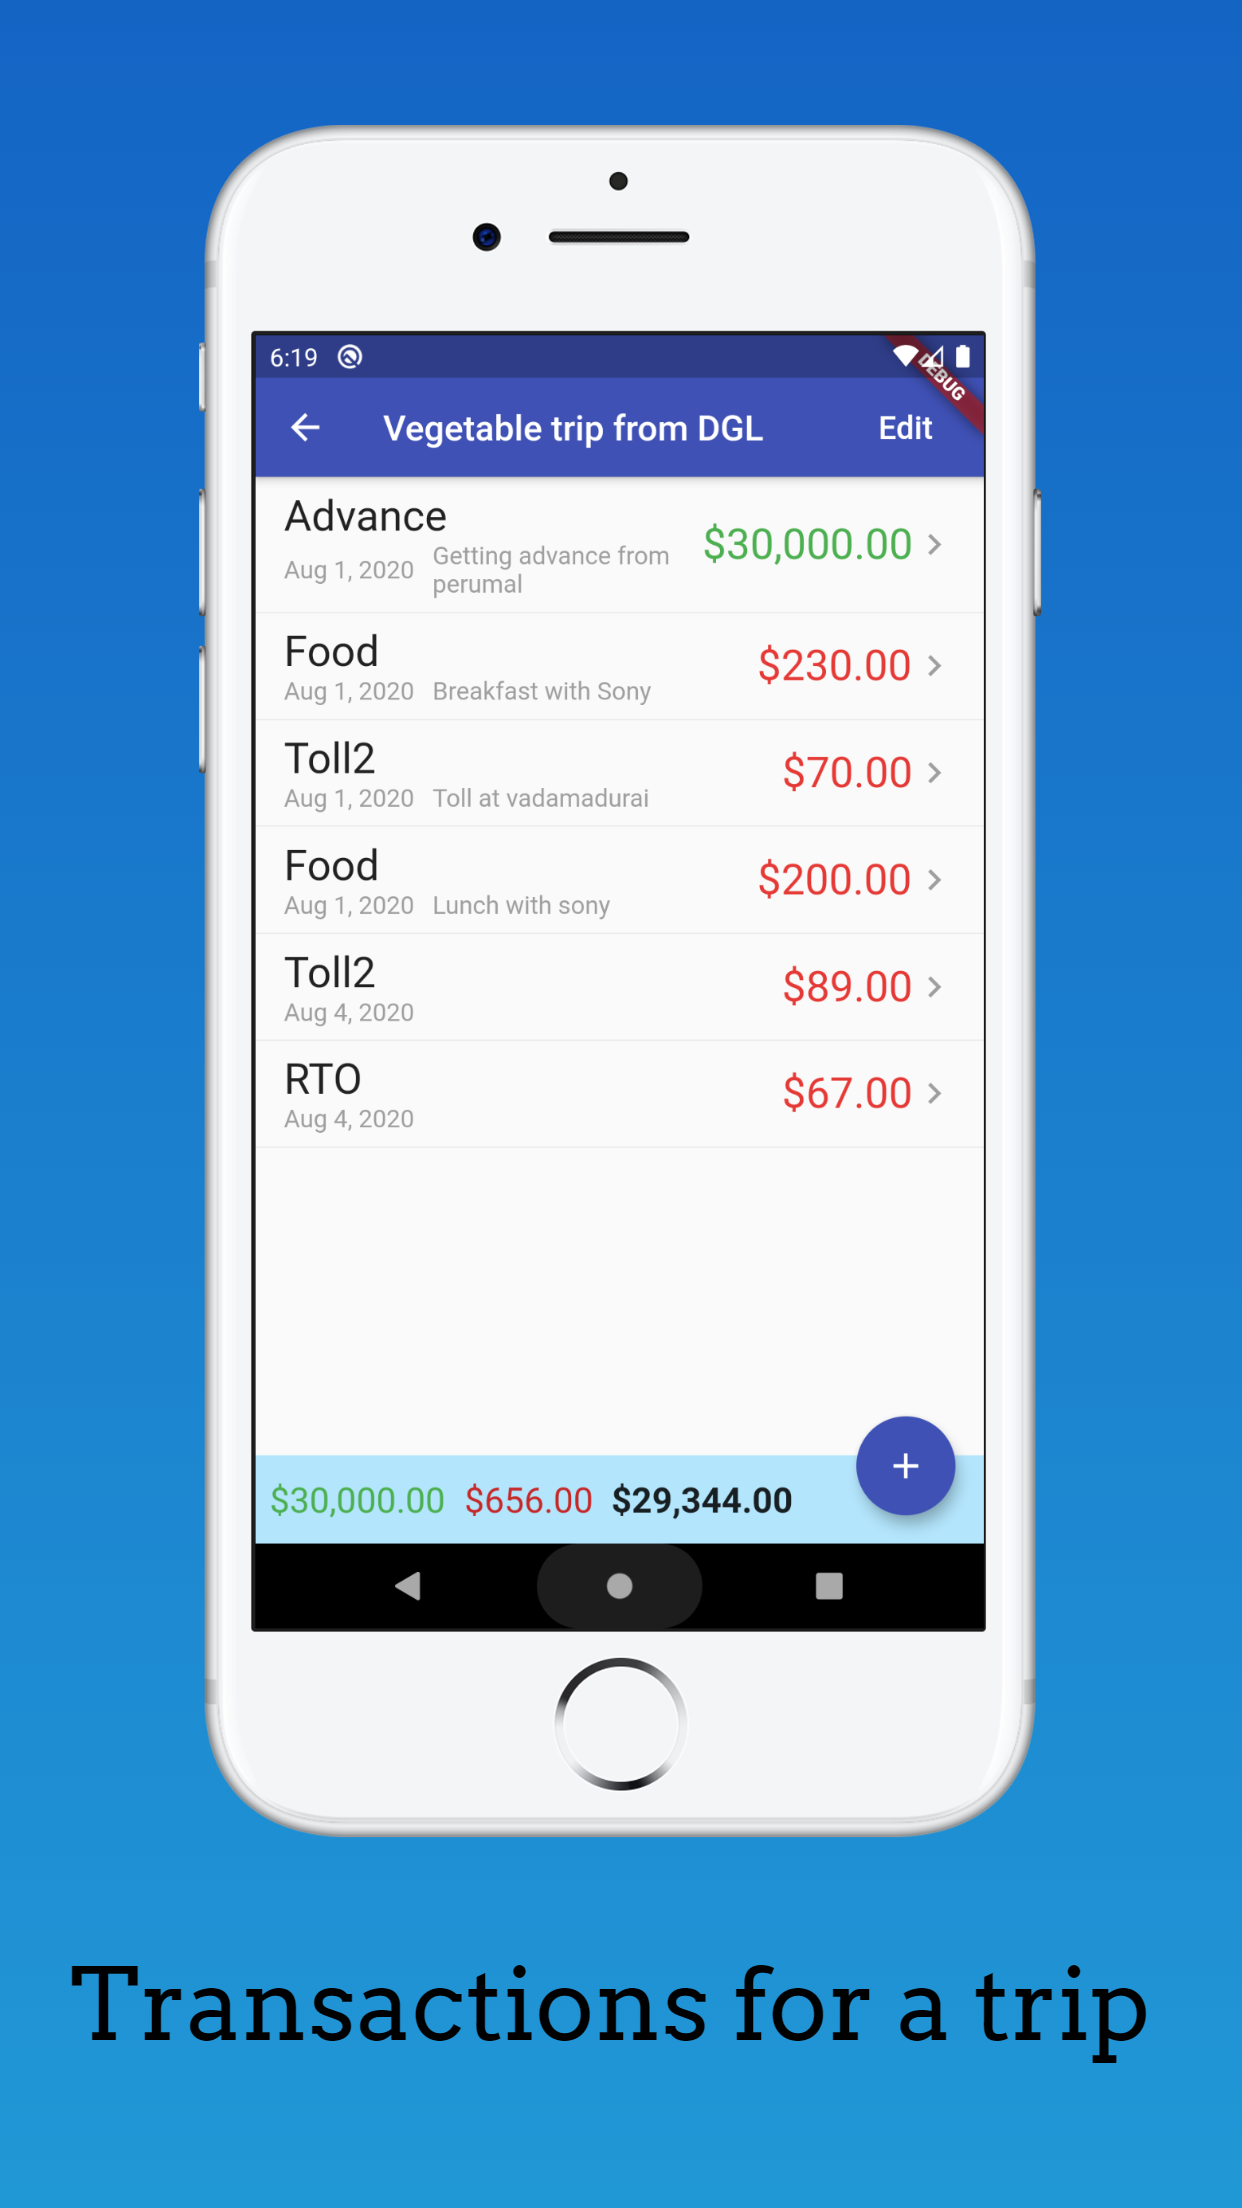 6:19
DEBUG
Vegetable trip from DGL
Edit
Advance
$30,000.00
Aug 1, 2020
Getting advance from
perumal
Food
$230.00
Aug 1, 2020 Breakfast with Sony
Toll2
$70.00
Aug 1, 2020 Toll at vadamadurai
Food
$200.00
Aug 1, 2020 Lunch with sony
Toll2
$89.00
Aug 4, 2020
RTO
$67.00
Aug 4, 2020
+
$30,000.00 $656.00 $29,344.00
Transactions for a trip